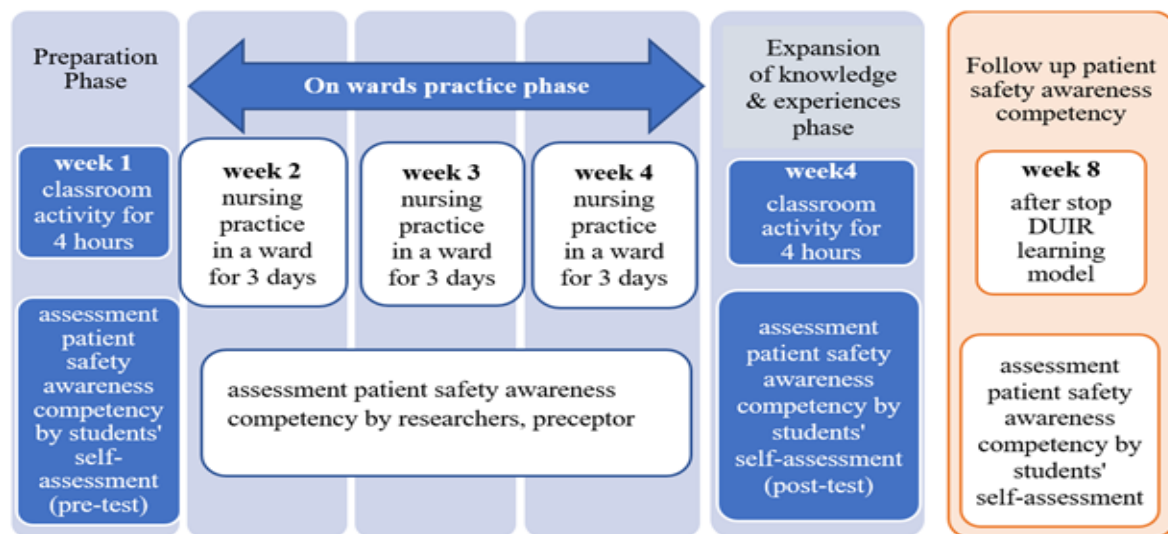 Preparation
Phase
On wards practice phase
Expansion
of knowledge
& experiences
phase
Follow up patient
safety awareness
competency
week 1
classroom
activity for
4 hours
week 2
nursing
practice
in a ward
for 3 days
week 3
nursing
practice
in a ward
for 3 days
week 4
nursing
practice
in a ward
for 3 days
week4
classroom
activity for
4 hours
week 8
after stop
DUIR
learning
model
assessment
patient
safety
awareness
competency
by students'
self-
assessment
(pre-test)
assessment patient safety awareness
competency by researchers, preceptor
assessment
patient safety
awareness
competency by
students'
self-assessment
(post-test)
assessment
patient safety
awareness
competency by
students'
self-assessment